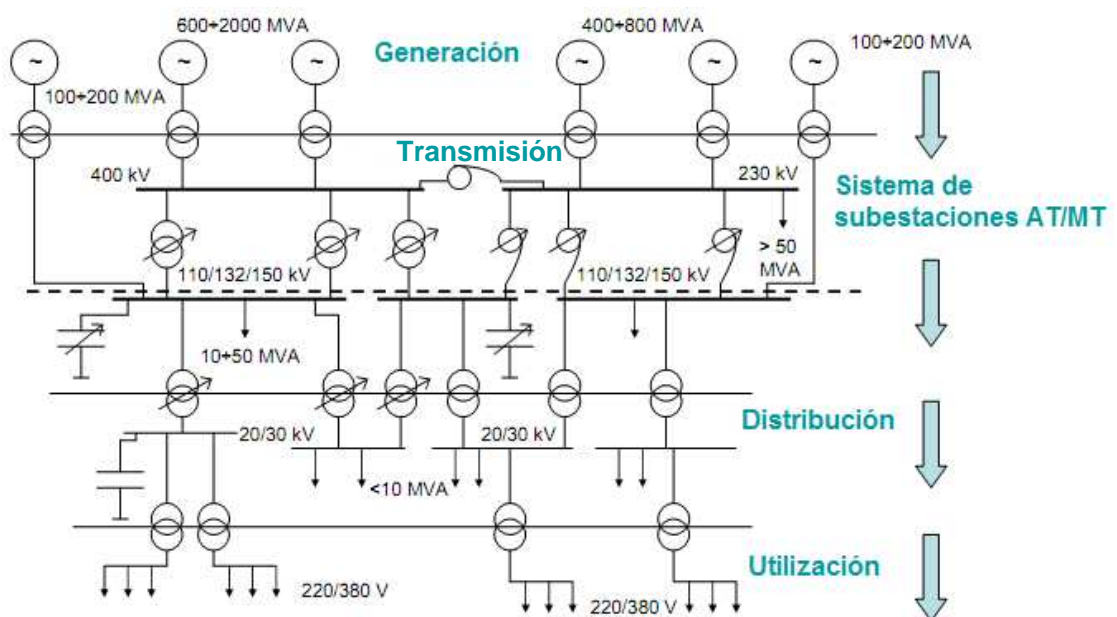 600÷2000 MVA
400÷800 MVA
100÷200 MVA
Generación
~
~
~
~
~
~
100÷200 MVA
Transmisión
400 kV
230 kV
Sistema de
subestaciones AT/MT
> 50
MVA
110/132/150 kV
110/132/150 kV
10÷50 MVA
20/30 kV
20/30 kV
Distribución
<10 MVA
Utilización
220/380 V
220/380 V